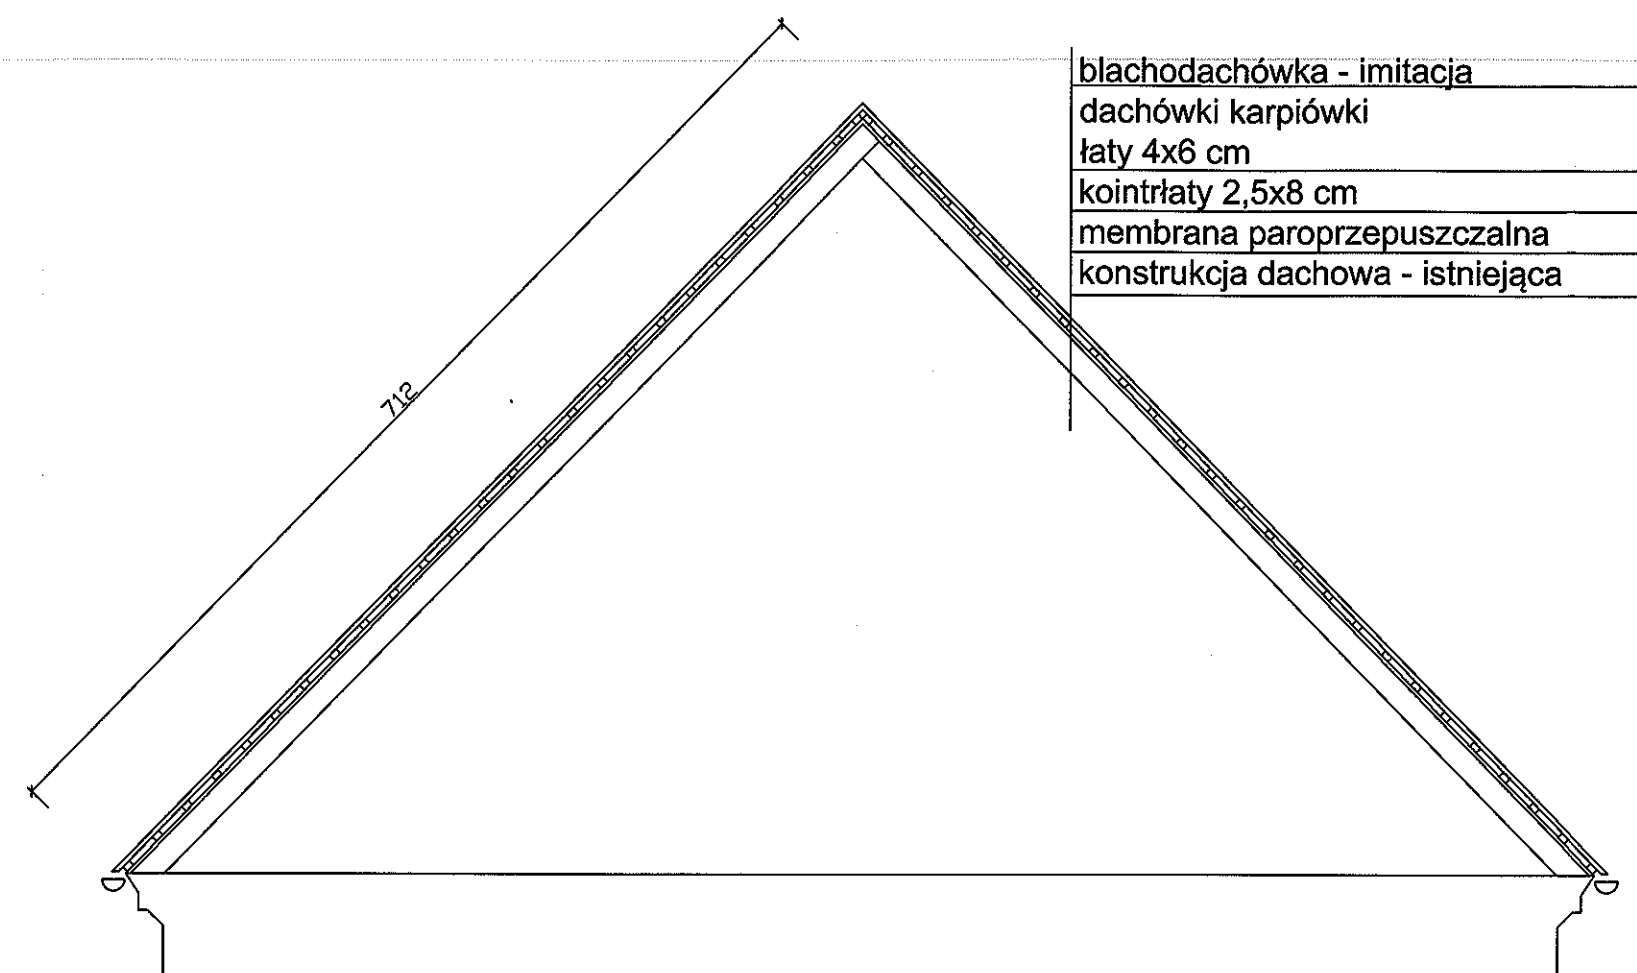 blachodachówka - imitacja
dachówki karpiówki
łaty 4x6 cm
kointrłaty 2,5x8 cm
membrana paroprzepuszczalna
konstrukcja dachowa - istniejąca
712